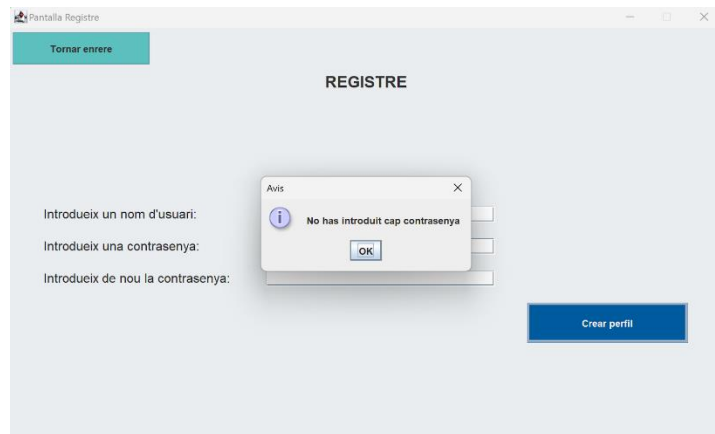 Pantalla Registre
Tornar enrere
REGISTRE
Avis
No has introduit cap contrasenya
OK
Introdueix un nom d'usuari:
Introdueix una contrasenya:
Introdueix de nou la contrasenya:
Crear perfil